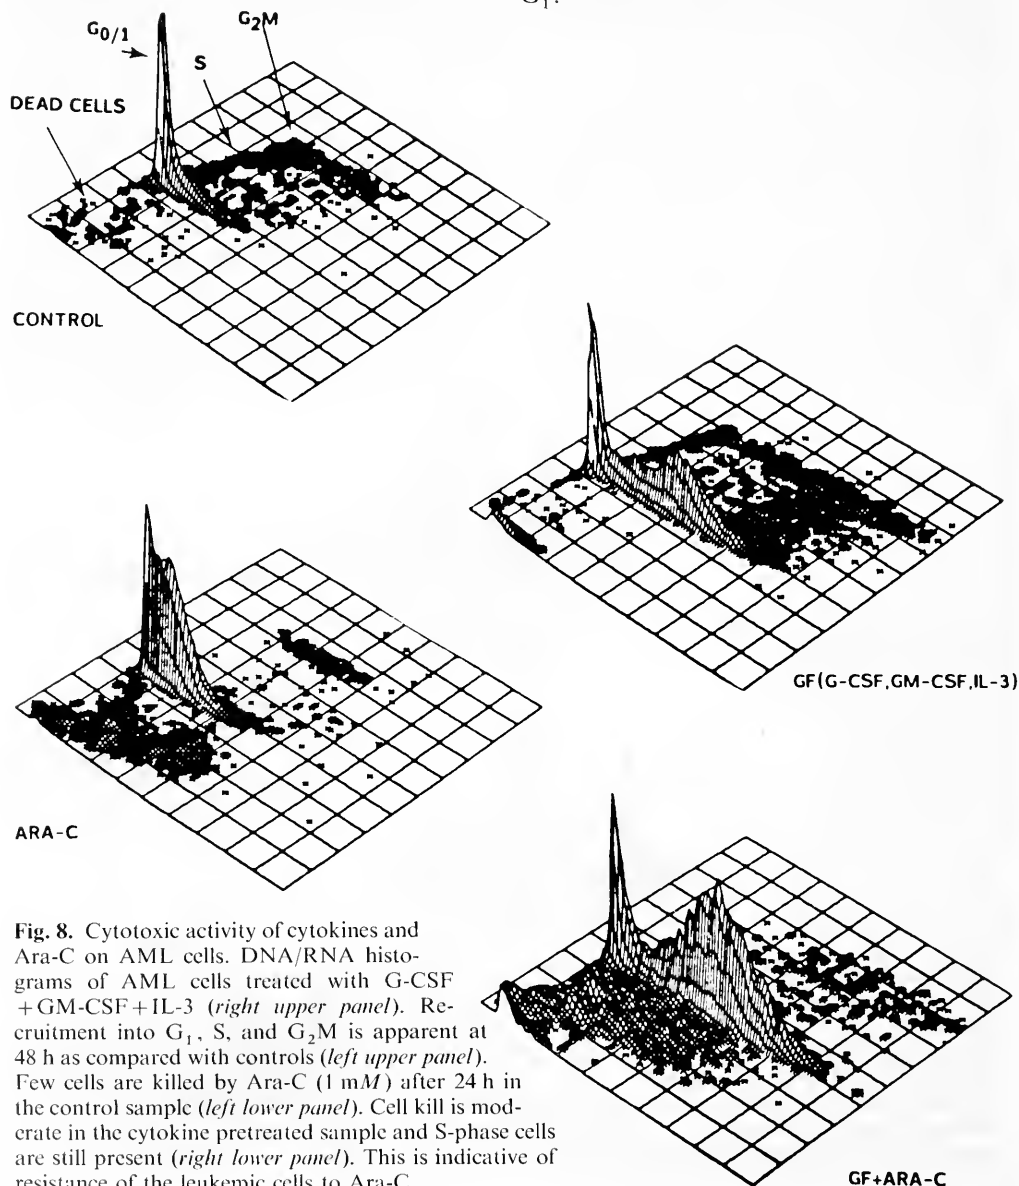 G₁.
G₀/₁
G₂M
S
DEAD CELLS
CONTROL
GF(G-CSF,GM-CSF,IL-3)
ARA-C
Fig. 8. Cytotoxic activity of cytokines and
Ara-C on AML cells. DNA/RNA histo-
grams of AML cells treated with G-CSF
+GM-CSF+IL-3 (right upper panel). Re-
cruitment into G₁, S, and G₂M is apparent at
48 h as compared with controls (left upper panel).
Few cells are killed by Ara-C (1 mM) after 24 h in
the control sample (left lower panel). Cell kill is mod-
erate in the cytokine pretreated sample and S-phase cells
are still present (right lower panel). This is indicative of
resistance of the leukemic cells to Ara-C
GF+ARA-C